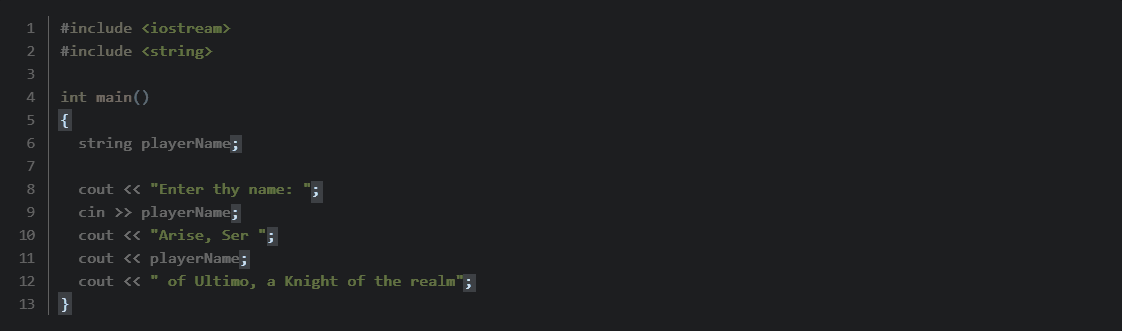 1 #include <iostream>
2 #include <string>
3
4 int main()
5 {
6   string playerName;
7
8   cout << "Enter thy name: ";
9   cin >> playerName;
10   cout << "Arise, Ser ";
11   cout << playerName;
12   cout << " of Ultimo, a Knight of the realm";
13 }